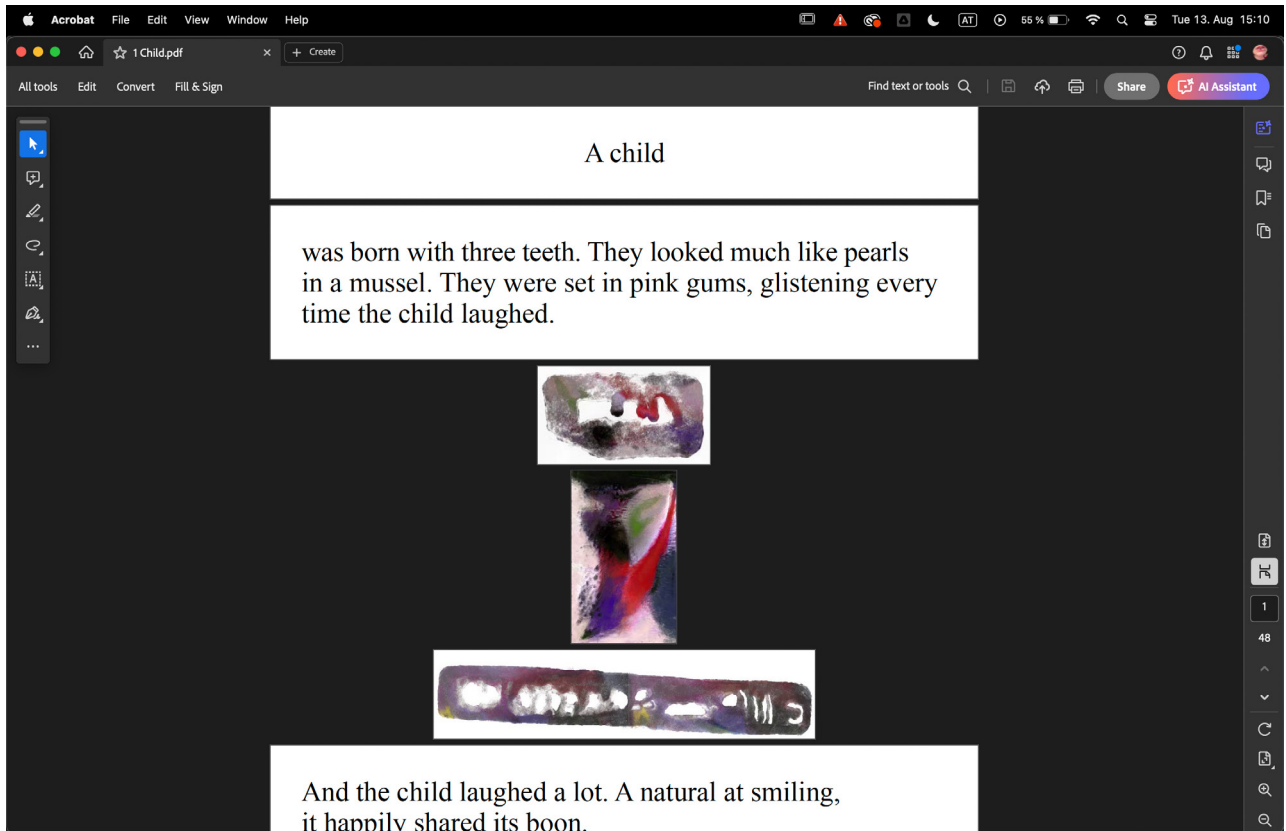 Acrobat File Edit View Window Help AT 55 % Tue 13. Aug 15:10
1 Child.pdf + Create
All tools Edit Convert Fill & Sign Find text or tools Share AI Assistant
A child
was born with three teeth. They looked much like pearls
in a mussel. They were set in pink gums, glistening every
time the child laughed.
1
48
And the child laughed a lot. A natural at smiling,
it happily shared its boon.